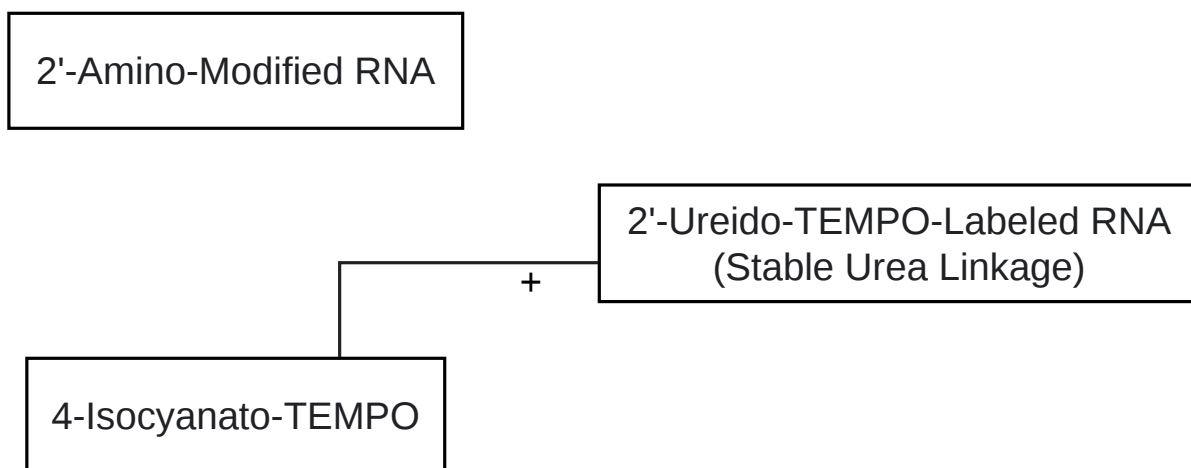 2'-Amino-Modified RNA
2'-Ureido-TEMPO-Labeled RNA
(Stable Urea Linkage)
+
4-Isocyanato-TEMPO